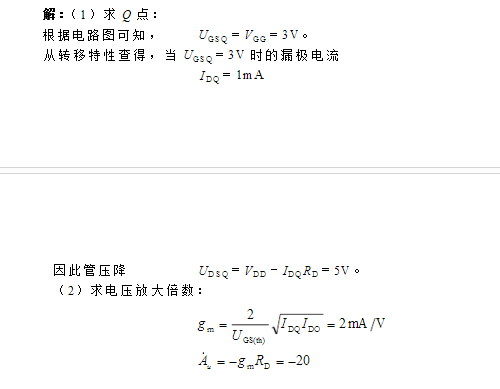 解：（1）求 Q 点：
根据电路图可知， U_GSQ = V_GG = 3V。
从转移特性查得，当 U_GSQ = 3V 时的漏极电流
I_DQ = 1mA
因此管压降 U_DSQ = V_DD − I_DQ R_D = 5V。
（2）求电压放大倍数：
g_m = 2/U_GS(th) √(I_DQ I_DO) = 2mA/V
Ȧ_u = −g_m R_D = −20